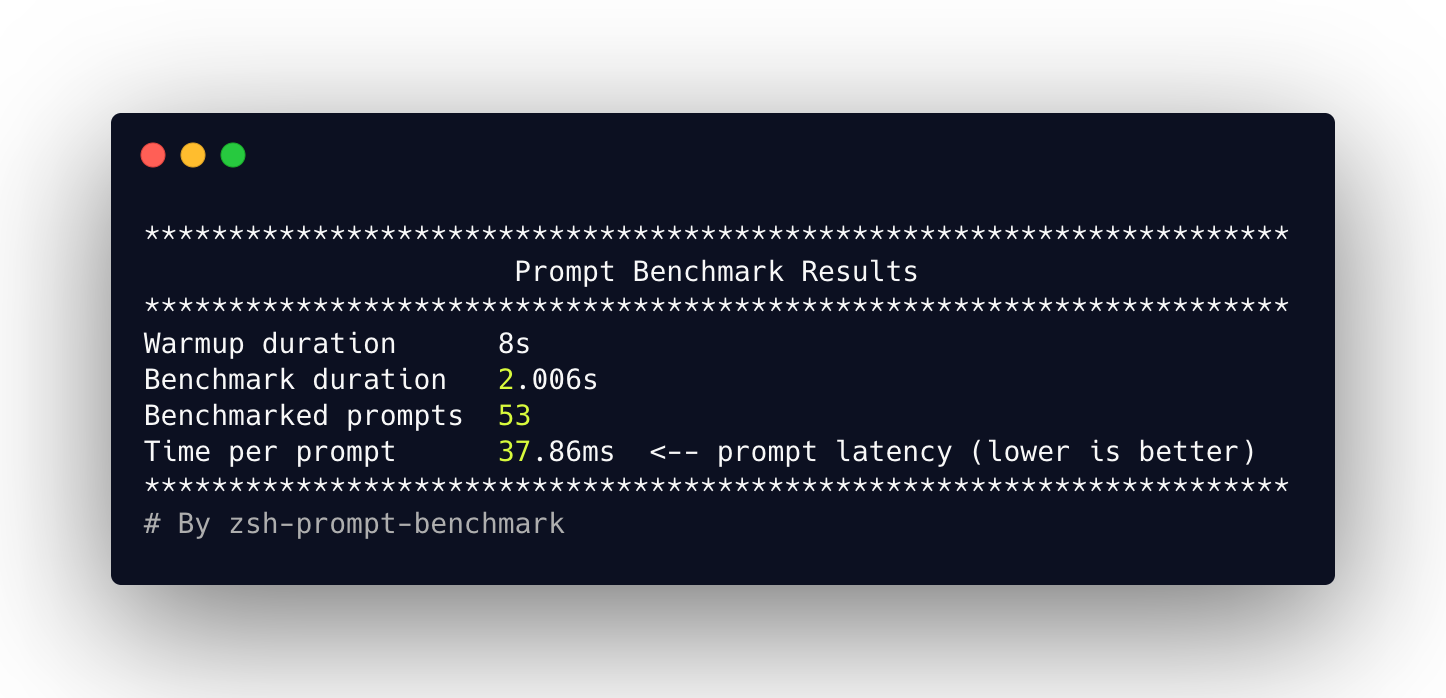 ********************************************************************
                      Prompt Benchmark Results
********************************************************************
Warmup duration      8s
Benchmark duration   2.006s
Benchmarked prompts  53
Time per prompt      37.86ms  <-- prompt latency (lower is better)
********************************************************************
# By zsh-prompt-benchmark